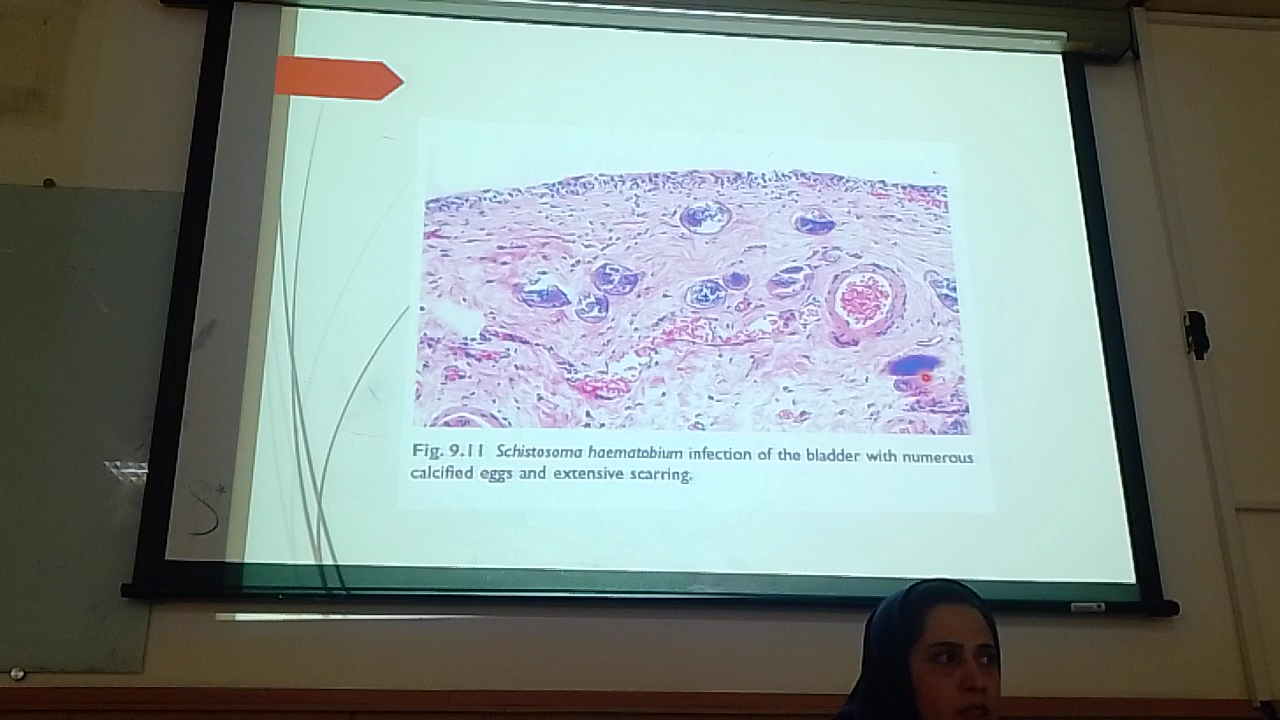 Fig. 9.11 Schistosoma haematobium infection of the bladder with numerous
calcified eggs and extensive scarring.